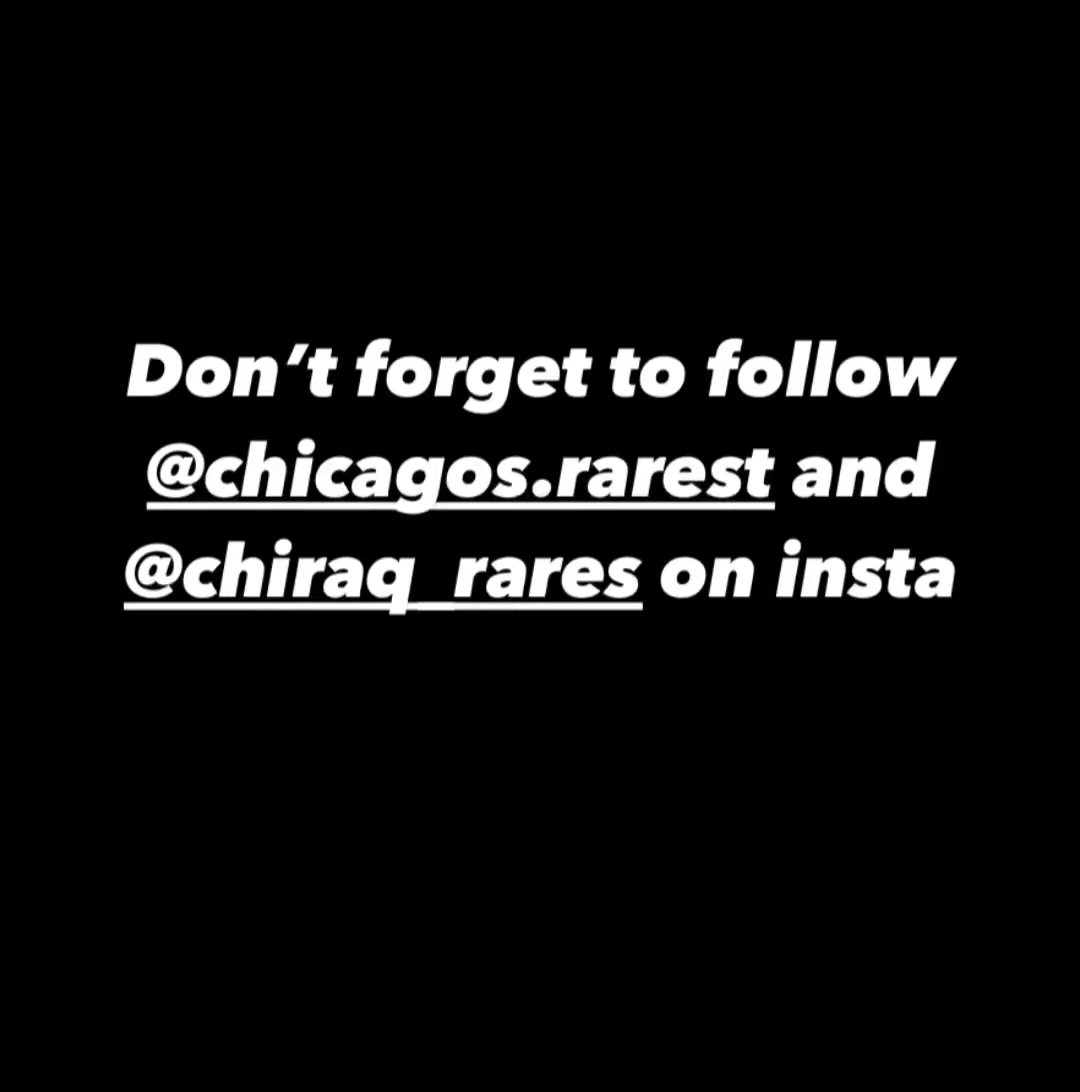 Don’t forget to follow
@chicagos.rarest and
@chiraq_rares on insta